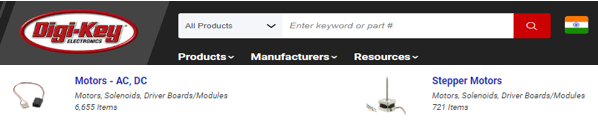 Digi-Key
ELECTRONICS
All Products
Enter keyword or part #
Products
Manufacturers
Resources
Motors - AC, DC
Motors, Solenoids, Driver Boards/Modules
6,655 Items
Stepper Motors
Motors, Solenoids, Driver Boards/Modules
721 Items